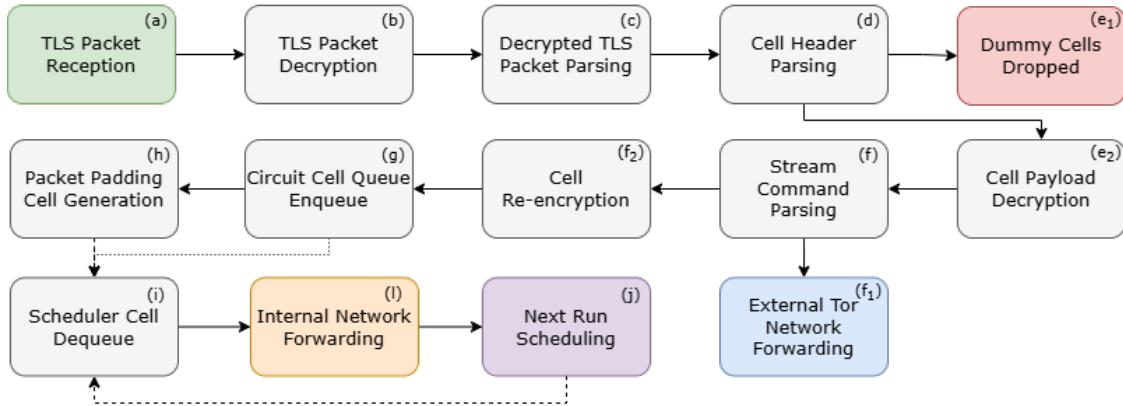 (a)
TLS Packet
Reception
(b)
TLS Packet
Decryption
(c)
Decrypted TLS
Packet Parsing
(d)
Cell Header
Parsing
(e1)
Dummy Cells
Dropped
(h)
Packet Padding
Cell Generation
(g)
Circuit Cell Queue
Enqueue
(f2)
Cell
Re-encryption
(f)
Stream
Command
Parsing
(e2)
Cell Payload
Decryption
(i)
Scheduler Cell
Dequeue
(l)
Internal Network
Forwarding
(j)
Next Run
Scheduling
(f1)
External Tor
Network
Forwarding